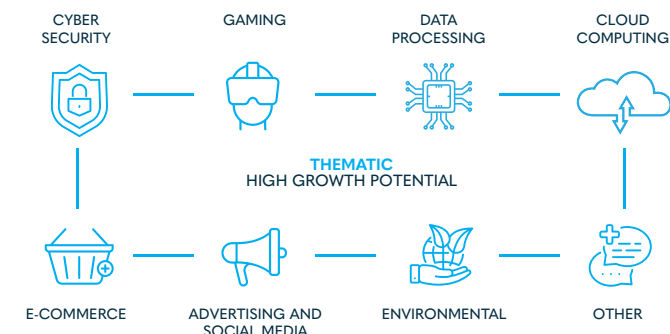 CYBER
SECURITY
GAMING
DATA
PROCESSING
CLOUD
COMPUTING
THEMATIC
HIGH GROWTH POTENTIAL
E-COMMERCE
ADVERTISING AND
SOCIAL MEDIA
ENVIRONMENTAL
OTHER